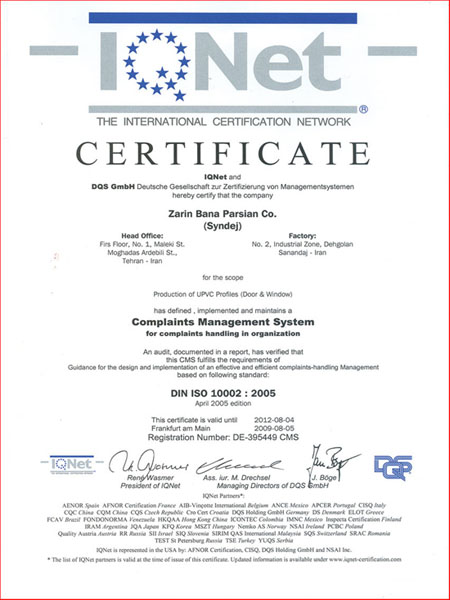 IQNet
®
THE INTERNATIONAL CERTIFICATION NETWORK
CERTIFICATE
IQNet and
DQS GmbH Deutsche Gesellschaft zur Zertifizierung von Managementsystemen
hereby certify that the company
Zarin Bana Parsian Co.
(Syndej)
Head Office:
Firs Floor, No. 1, Maleki St.
Moghadas Ardebili St.,
Tehran - Iran
Factory:
No. 2, Industrial Zone, Dehgolan
Sanandaj - Iran
for the scope
Production of UPVC Profiles (Door & Window)
has defined , implemented and maintains a
Complaints Management System
for complaints handling in organization
An audit, documented in a report, has verified that
this CMS fulfills the requirements of
Guidance for the design and implementation of an effective and efficient complaints-handling Management
based on following standard:
DIN ISO 10002 : 2005
April 2005 edition
This certificate is valid until 2012-08-04
Frankfurt am Main 2009-08-05
Registration Number: DE-395449 CMS
IQNet
DQS
René Wasmer
President of IQNet
Ass. iur. M. Drechsel
J. Böge
Managing Directors of DQS GmbH
IQNet Partners*:
AENOR Spain AFNOR Certification France AIB-Vinçotte International Belgium ANCE Mexico APCER Portugal CISQ Italy
CQC China CQM China CQS Czech Republic Cro Cert Croatia DQS Holding GmbH Germany DS Denmark ELOT Greece
FCAV Brazil FONDONORMA Venezuela HKQAA Hong Kong China ICONTEC Colombia IMNC Mexico Inspecta Certification Finland
IRAM Argentina JQA Japan KFQ Korea MSZT Hungary Nemko AS Norway NSAI Ireland PCBC Poland
Quality Austria Austria RR Russia SII Israel SIQ Slovenia SIRIM QAS International Malaysia SQS Switzerland SRAC Romania
TEST St Petersburg Russia TSE Turkey YUQS Serbia
IQNet is represented in the USA by: AFNOR Certification, CISQ, DQS Holding GmbH and NSAI Inc.
* The list of IQNet partners is valid at the time of issue of this certificate. Updated information is available under www.iqnet-certification.com